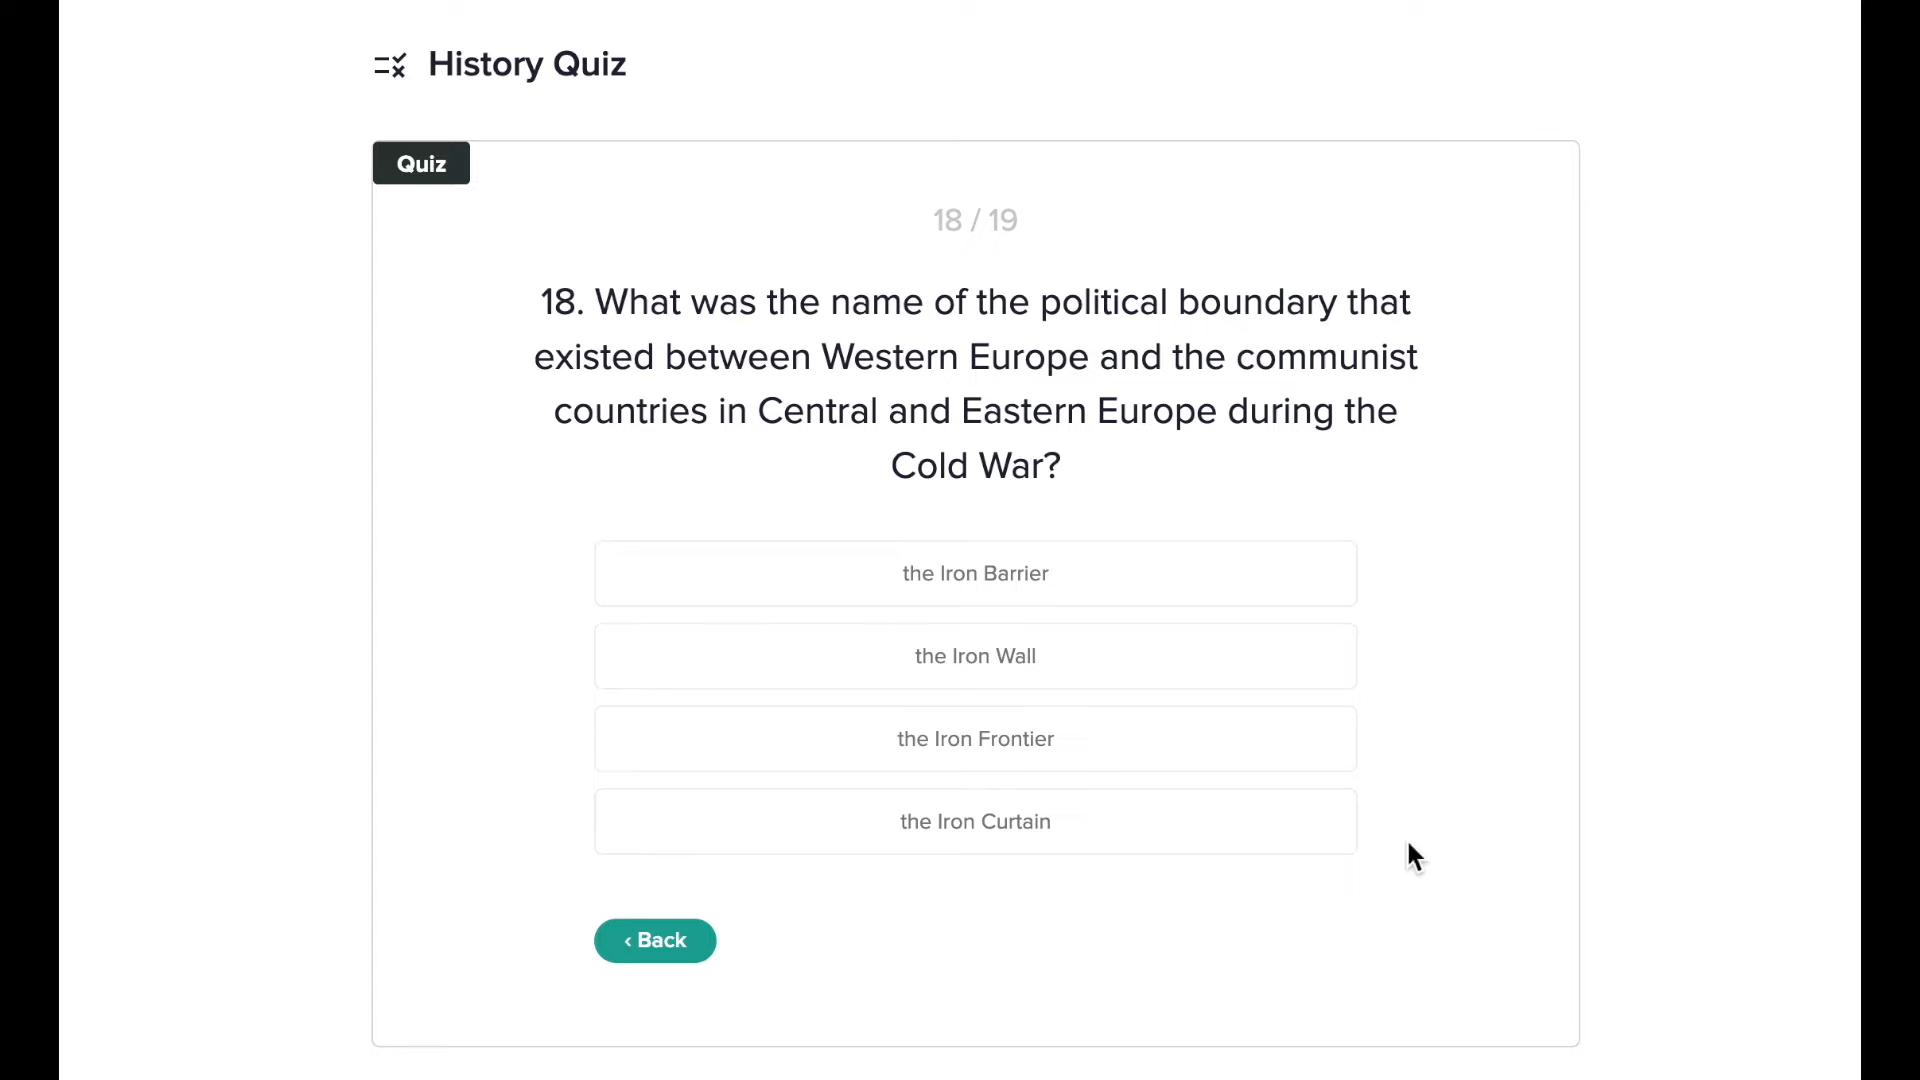 History Quiz
Quiz
18 / 19
18. What was the name of the political boundary that
existed between Western Europe and the communist
countries in Central and Eastern Europe during the
Cold War?
the Iron Barrier
the Iron Wall
the Iron Frontier
the Iron Curtain
‹ Back